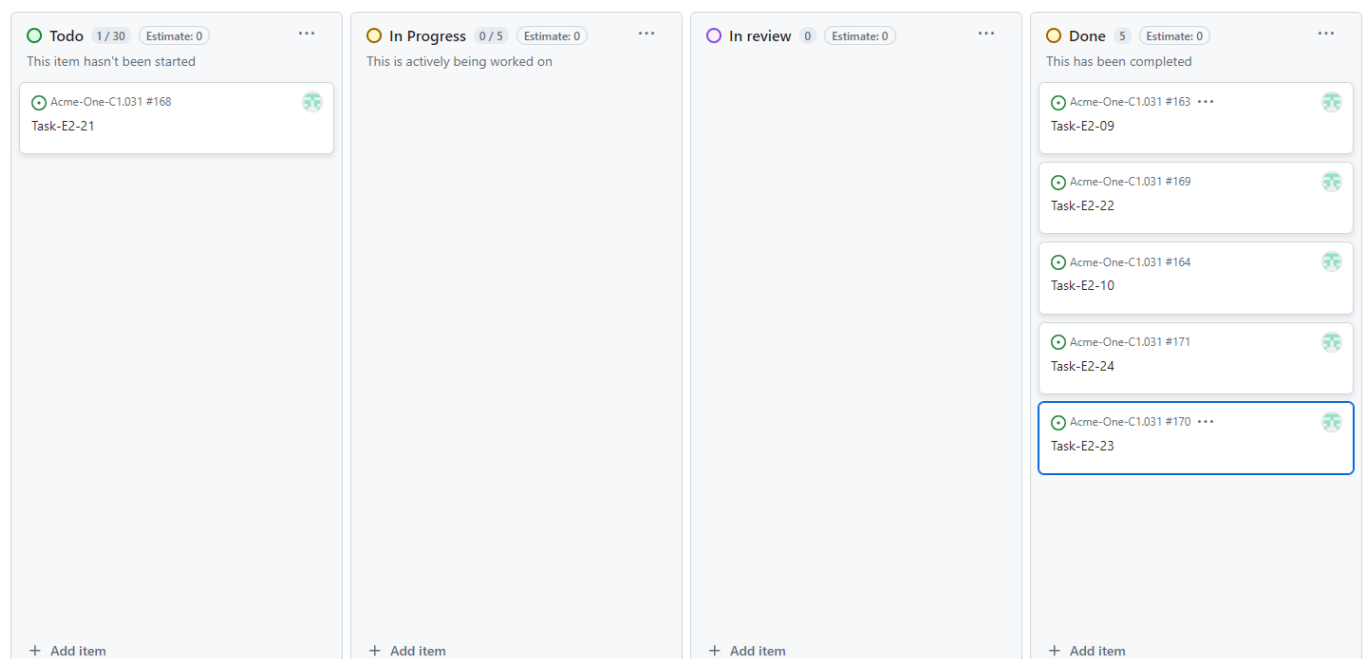 Todo 1 / 30 Estimate: 0
This item hasn't been started
Acme-One-C1.031 #168
Task-E2-21
+ Add item
In Progress 0 / 5 Estimate: 0
This is actively being worked on
+ Add item
In review 0 Estimate: 0
+ Add item
Done 5 Estimate: 0
This has been completed
Acme-One-C1.031 #163
Task-E2-09
Acme-One-C1.031 #169
Task-E2-22
Acme-One-C1.031 #164
Task-E2-10
Acme-One-C1.031 #171
Task-E2-24
Acme-One-C1.031 #170
Task-E2-23
+ Add item